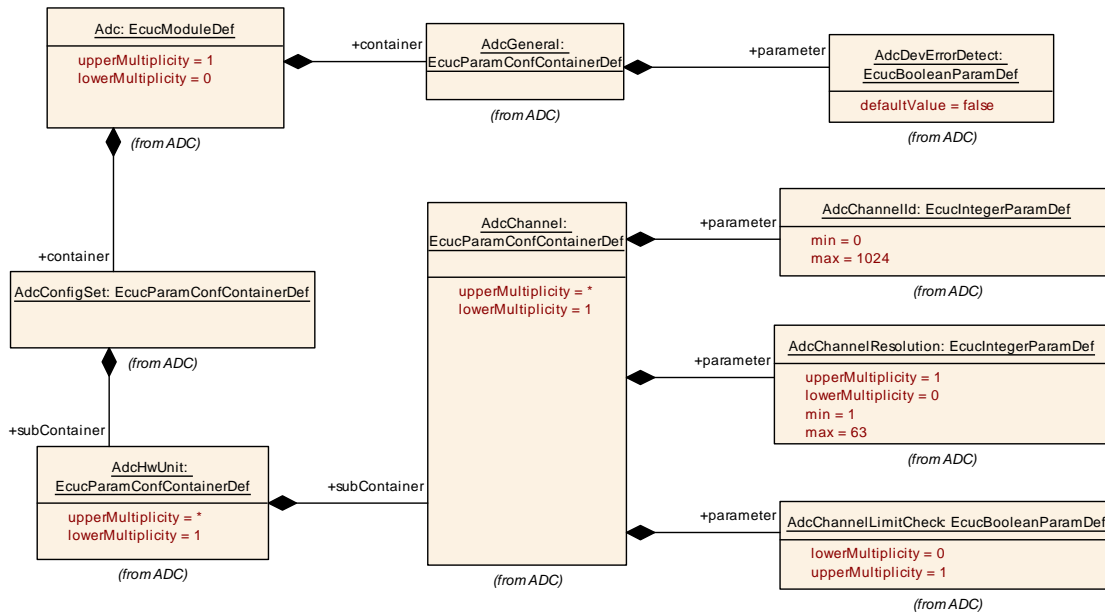 Adc: EcucModuleDef
upperMultiplicity = 1
lowerMultiplicity = 0
(from ADC)
+container
AdcGeneral:
EcucParamConfContainerDef
(from ADC)
+parameter
AdcDevErrorDetect:
EcucBooleanParamDef
defaultValue = false
(from ADC)
+container
AdcConfigSet: EcucParamConfContainerDef
(from ADC)
+subContainer
AdcHwUnit:
EcucParamConfContainerDef
upperMultiplicity = *
lowerMultiplicity = 1
(from ADC)
+subContainer
AdcChannel:
EcucParamConfContainerDef
upperMultiplicity = *
lowerMultiplicity = 1
(from ADC)
+parameter
AdcChannelId: EcucIntegerParamDef
min = 0
max = 1024
(from ADC)
+parameter
AdcChannelResolution: EcucIntegerParamDef
upperMultiplicity = 1
lowerMultiplicity = 0
min = 1
max = 63
(from ADC)
+parameter
AdcChannelLimitCheck: EcucBooleanParamDef
lowerMultiplicity = 0
upperMultiplicity = 1
(from ADC)